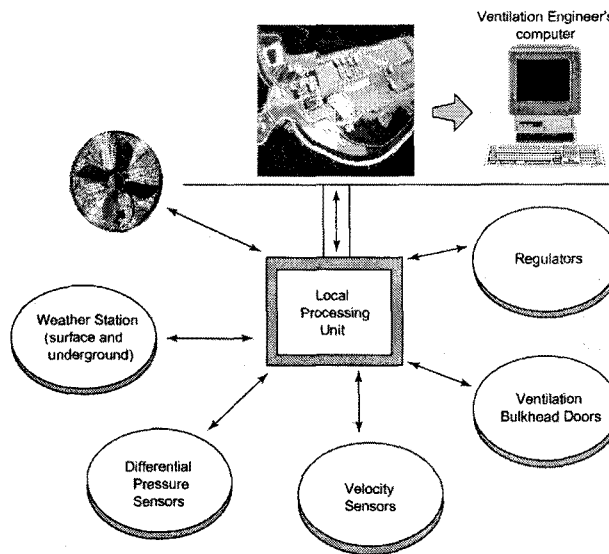 Ventilation Engineer's
computer
Regulators
Local
Processing
Unit
Weather Station
(surface and
underground)
Ventilation
Bulkhead Doors
Differential
Pressure
Sensors
Velocity
Sensors